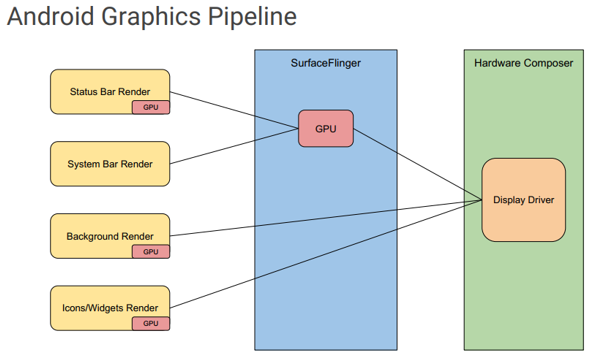 Android Graphics Pipeline
SurfaceFlinger
Hardware Composer
Status Bar Render
GPU
GPU
System Bar Render
Display Driver
Background Render
GPU
Icons/Widgets Render
GPU